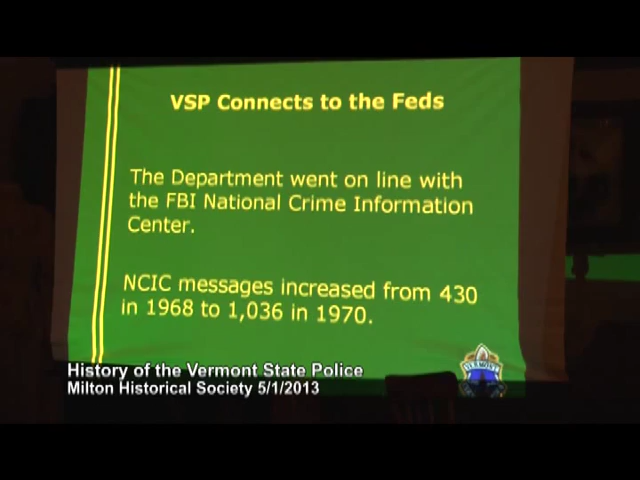 VSP Connects to the Feds
The Department went on line with
the FBI National Crime Information
Center.
NCIC messages increased from 430
in 1968 to 1,036 in 1970.
History of the Vermont State Police
Milton Historical Society 5/1/2013
VERMONT